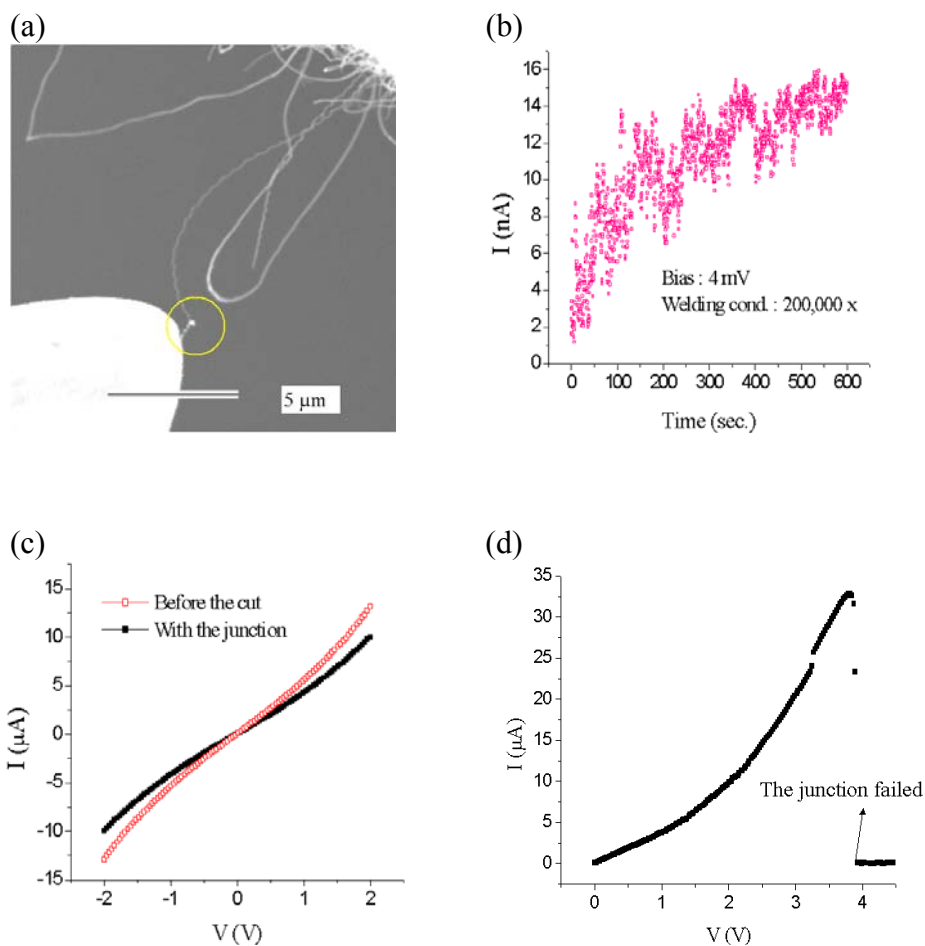 (a)
5 μm
(b)
I (nA)
16
14
12
10
8
6
4
2
0
Bias : 4 mV
Welding cond. : 200,000 x
0 100 200 300 400 500 600
Time (sec.)
(c)
I (μA)
15
10
5
0
-5
-10
-15
Before the cut
With the junction
-2 -1 0 1 2
V (V)
(d)
I (μA)
35
30
25
20
15
10
5
0
The junction failed
0 1 2 3 4
V (V)